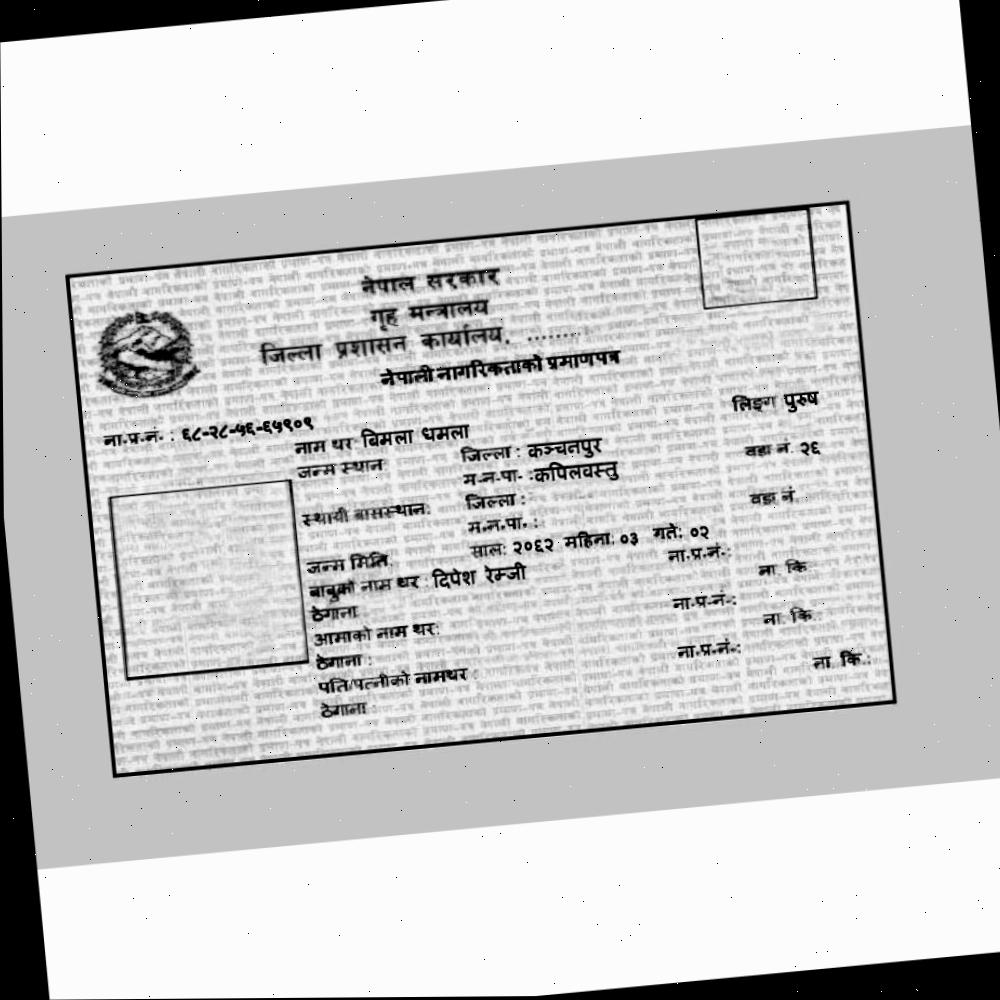 नेपाल सरकार
गृह मन्त्रालय
जिल्ला प्रशासन कार्यालय, ........
नेपाली नागरिकताको प्रमाणपत्र
ना.प्र.नं. : ६८-२८-५६-६५९०९
लिङ्ग पुरुष
नाम थर बिमला धमला
जन्म स्थान जिल्ला : कञ्चनपुर
म-न-पा- :कपिलवस्तु वडा नं. २६
स्थायी बासस्थान: जिल्ला :
म.न.पा. : वडा नं. :
जन्म मिति साल: २०६२ महिना: ०३ गते: ०२
बाबुको नाम थर : दिपेश रेम्जी ना.प्र.नं-:
ठेगाना ना. कि
आमाको नाम थर: ना.प्र.नं-:
ठेगाना : ना. कि
पति/पत्नीको नामथर : ना.प्र.नं-:
ठेगाना : ना. कि.: